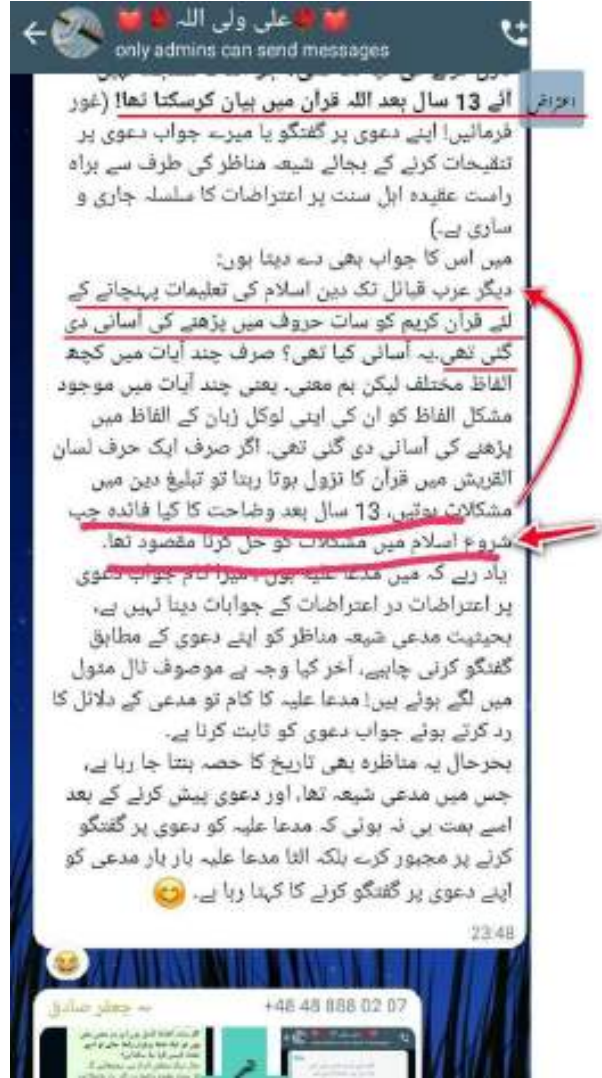 علی ولی اللہ
only admins can send messages
اعتراض
آتے 13 سال بعد اللہ قرآن میں بیان کرسکتا تھا! (غور
فرمائیں! اپنے دعوی پر گفتگو یا میرے جواب دعوی پر
تنقیحات کرنے کے بجائے شیعہ مناظر کی طرف سے براہ
راست عقیدہ اہل سنت پر اعتراضات کا سلسلہ جاری و
ساری ہے۔)
میں اس کا جواب بھی دے دیتا ہوں:
دیگر عرب قبائل تک دین اسلام کی تعلیمات پہنچانے کے
لئے قرآن کریم کو سات حروف میں پڑھنے کی آسانی دی
گئی تھی۔یہ آسانی کیا تھی؟ صرف چند آیات میں کچھ
الفاظ مختلف لیکن ہم معنی۔ یعنی چند آیات میں موجود
مشکل الفاظ کو ان کی اپنی لوکل زبان کے الفاظ میں
پڑھنے کی آسانی دی گئی تھی۔ اگر صرف ایک حرف لسان
القریش میں قرآن کا نزول ہوتا رہتا تو تبلیغ دین میں
مشکلات ہوتیں، 13 سال بعد وضاحت کا کیا فائدہ جب
شروع اسلام میں مشکلات کو حل کرنا مقصود تھا۔
یاد رہے کہ میں مدعا علیہ ہوں، میرا کام جواب دعوی
پر اعتراضات در اعتراضات کے جوابات دینا نہیں ہے،
بحیثیت مدعی شیعہ مناظر کو اپنے دعوی کے مطابق
گفتگو کرنی چاہیے، آخر کیا وجہ ہے موصوف ٹال مٹول
میں لگے ہوئے ہیں! مدعا علیہ کا کام تو مدعی کے دلائل کا
رد کرتے ہوئے جواب دعوی کو ثابت کرنا ہے۔
بحرحال یہ مناظرہ بھی تاریخ کا حصہ بنتا جا رہا ہے،
جس میں مدعی شیعہ تھا، اور دعوی پیش کرنے کے بعد
اسے ہمت ہی نہ ہوئی کہ مدعا علیہ کو دعوی پر گفتگو
کرنے پر مجبور کرے بلکہ الٹا مدعا علیہ بار بار مدعی کو
اپنے دعوی پر گفتگو کرنے کا کہتا رہا ہے۔ 😊
23:48
+48 48 888 02 07
جعفر صادق